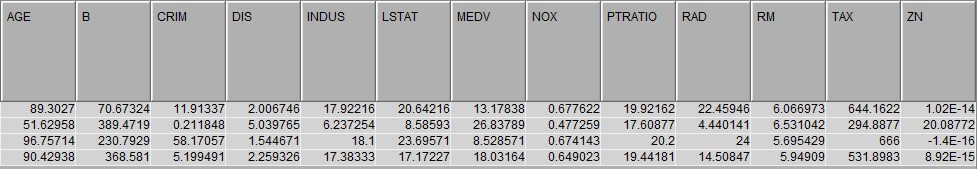 AGE B CRIM DIS INDUS LSTAT MEDV NOX PTRATIO RAD RM TAX ZN
89.3027 70.67324 11.91337 2.006746 17.92216 20.64216 13.17838 0.677622 19.92162 22.45946 6.066973 644.1622 1.02E-14
51.62958 389.4719 0.211848 5.039765 6.237254 8.58593 26.83789 0.477259 17.60877 4.440141 6.531042 294.8877 20.08772
96.75714 230.7929 58.17057 1.544671 18.1 23.69571 8.528571 0.674143 20.2 24 5.695429 666 -1.4E-16
90.42938 368.581 5.199491 2.259326 17.38333 17.17227 18.03164 0.649023 19.44181 14.50847 5.94909 531.8983 8.92E-15